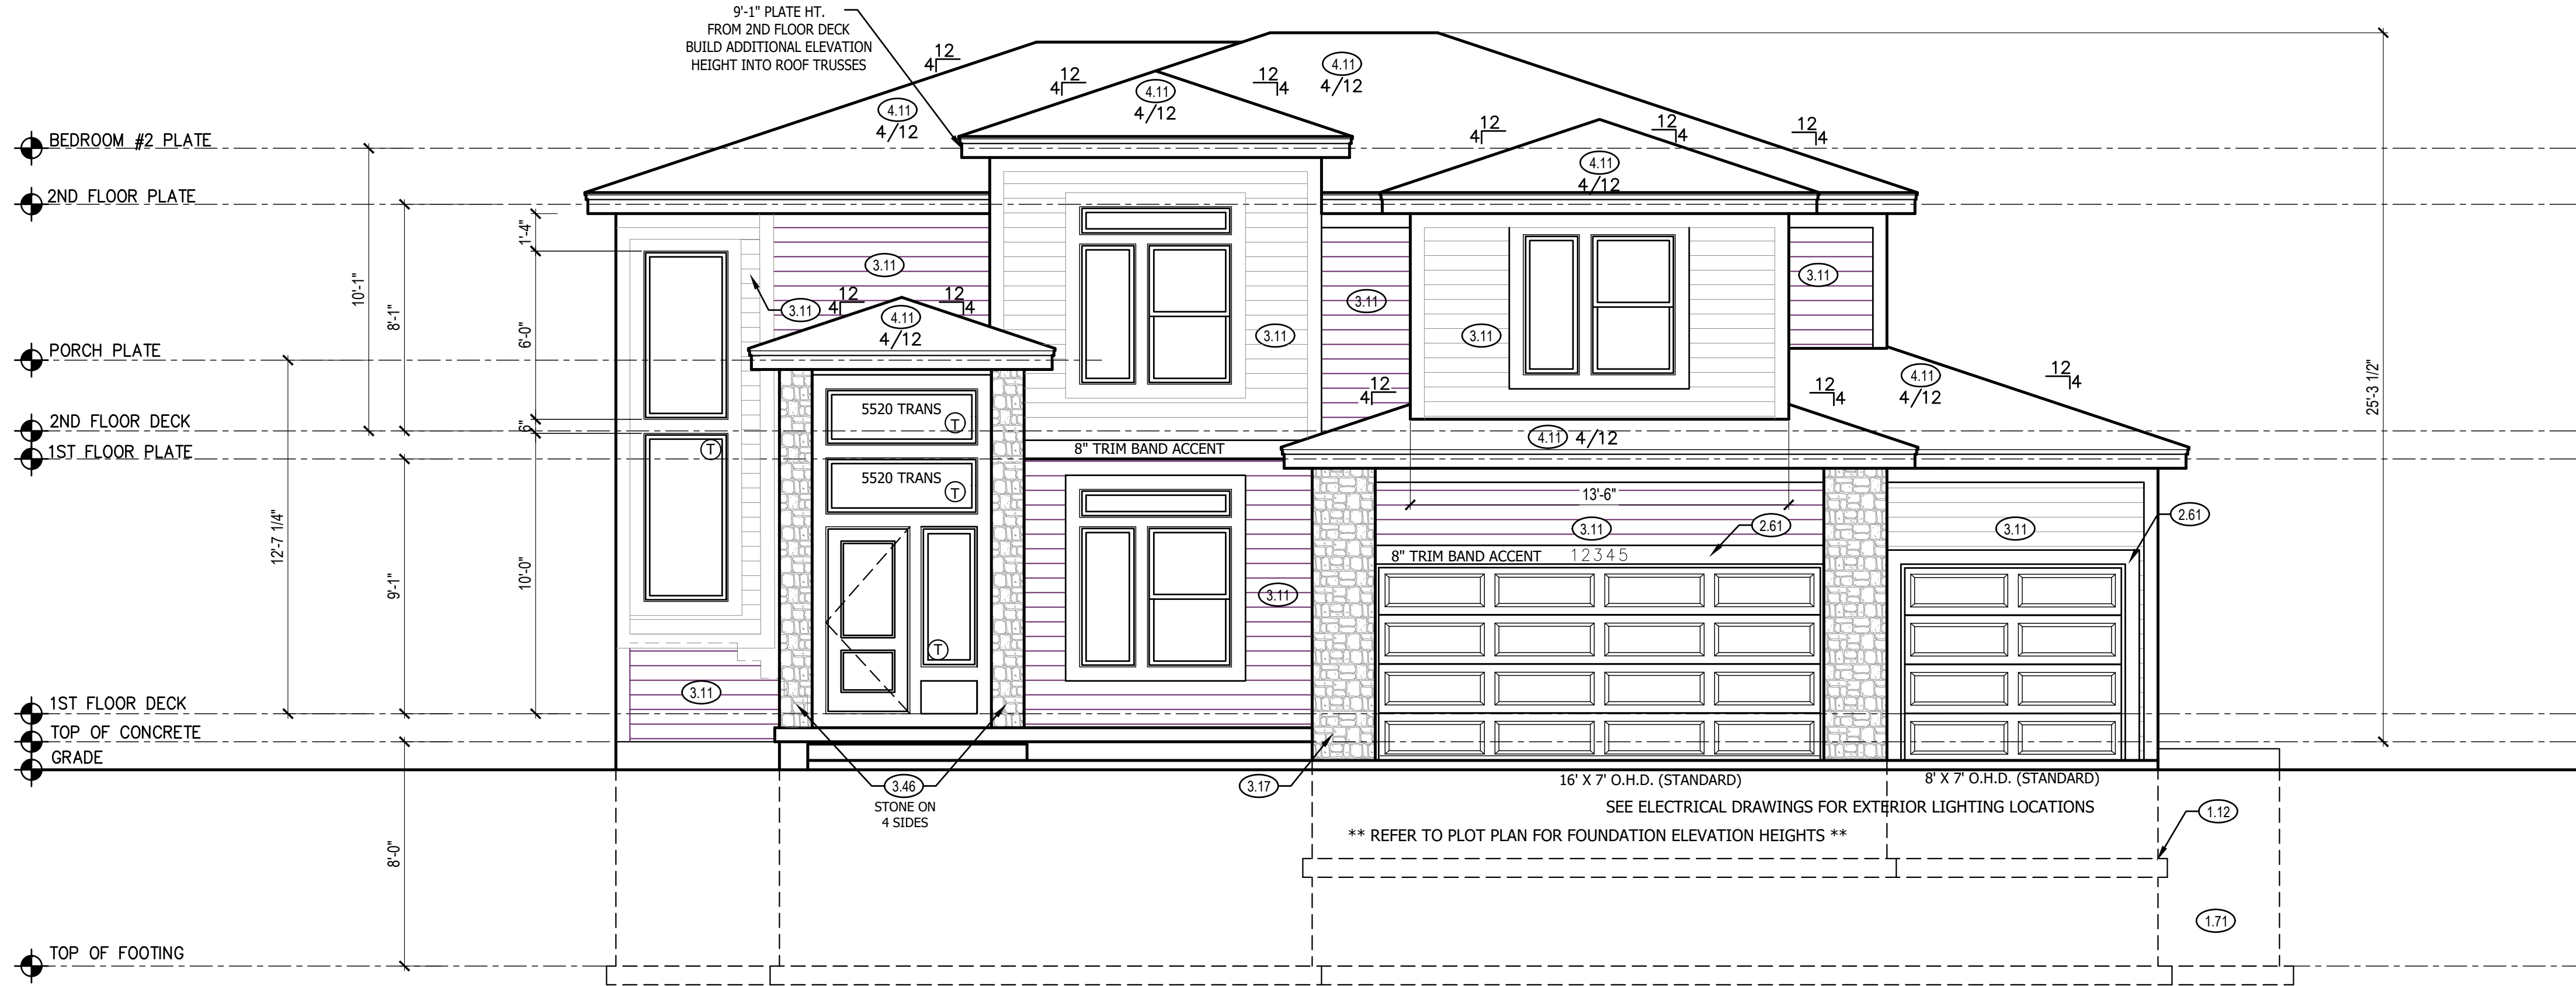 9'-1" PLATE HT.
FROM 2ND FLOOR DECK
BUILD ADDITIONAL ELEVATION
HEIGHT INTO ROOF TRUSSES
12
4
12
4
12
4
4.11
4/12
4.11
4/12
4.11
4/12
12
4
12
4
12
4
4.11
4/12
BEDROOM #2 PLATE
2ND FLOOR PLATE
PORCH PLATE
2ND FLOOR DECK
1ST FLOOR PLATE
1ST FLOOR DECK
TOP OF CONCRETE
GRADE
TOP OF FOOTING
12'-7 1/4"
10'-1"
8'-1"
9'-1"
8'-0"
1'-4"
6'-0"
6"
10'-0"
25'-3 1/2"
3.11
3.11
12
4
12
4
4.11
4/12
3.11
3.11
3.11
3.11
12
4
12
4
4.11
4/12
12
4
4.11 4/12
5520 TRANS
T
5520 TRANS
T
T
T
8" TRIM BAND ACCENT
13'-6"
3.11
2.61
3.11
2.61
8" TRIM BAND ACCENT 12345
3.11
3.11
3.46
STONE ON
4 SIDES
3.17
16' X 7' O.H.D. (STANDARD)
8' X 7' O.H.D. (STANDARD)
SEE ELECTRICAL DRAWINGS FOR EXTERIOR LIGHTING LOCATIONS
** REFER TO PLOT PLAN FOR FOUNDATION ELEVATION HEIGHTS **
1.12
1.71